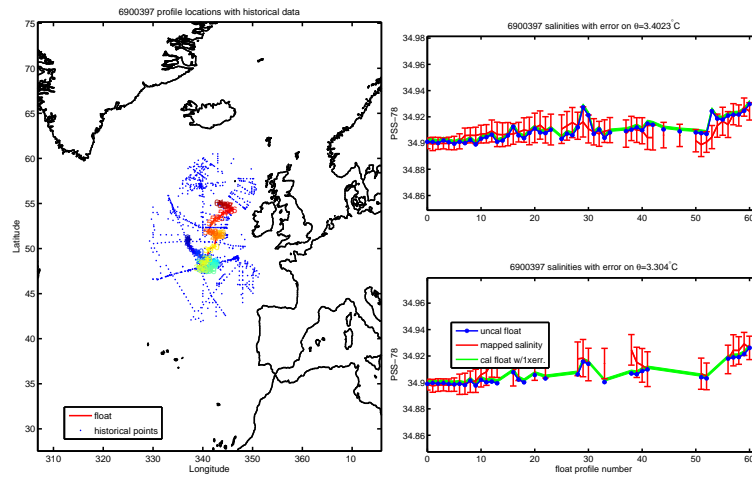 6900397 profile locations with historical data
75
70
65
60
55
50
45
40
35
30
Latitude
310 320 330 340 350 360 10
Longitude
float
historical points
6900397 salinities with error on θ=3.4023°C
34.98
34.96
34.94
34.92
34.9
34.88
34.86
PSS−78
0 10 20 30 40 50 60
6900397 salinities with error on θ=3.304°C
34.98
34.96
34.94
34.92
34.9
34.88
34.86
PSS−78
uncal float
mapped salinity
cal float w/1xerr.
0 10 20 30 40 50 60
float profile number